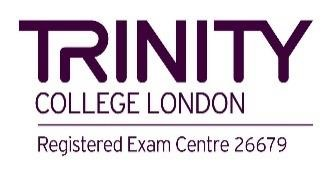 TRINITY
COLLEGE LONDON
Registered Exam Centre 26679